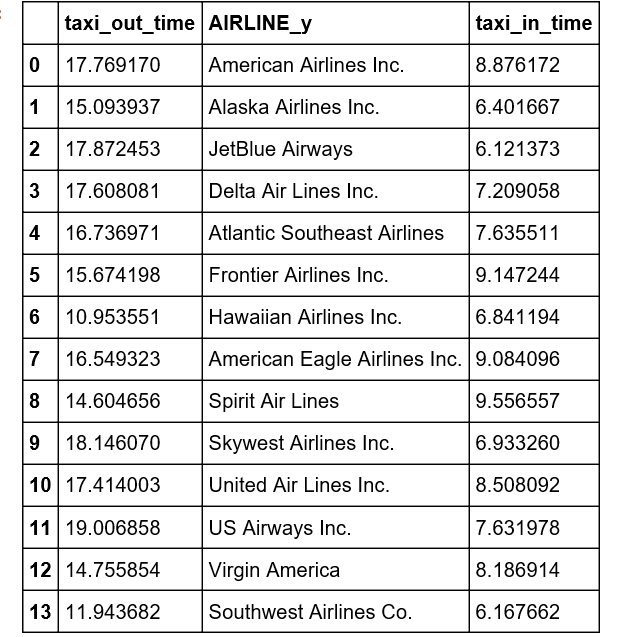 taxi_out_time AIRLINE_y taxi_in_time
0 17.769170 American Airlines Inc. 8.876172
1 15.093937 Alaska Airlines Inc. 6.401667
2 17.872453 JetBlue Airways 6.121373
3 17.608081 Delta Air Lines Inc. 7.209058
4 16.736971 Atlantic Southeast Airlines 7.635511
5 15.674198 Frontier Airlines Inc. 9.147244
6 10.953551 Hawaiian Airlines Inc. 6.841194
7 16.549323 American Eagle Airlines Inc. 9.084096
8 14.604656 Spirit Air Lines 9.556557
9 18.146070 Skywest Airlines Inc. 6.933260
10 17.414003 United Air Lines Inc. 8.508092
11 19.006858 US Airways Inc. 7.631978
12 14.755854 Virgin America 8.186914
13 11.943682 Southwest Airlines Co. 6.167662